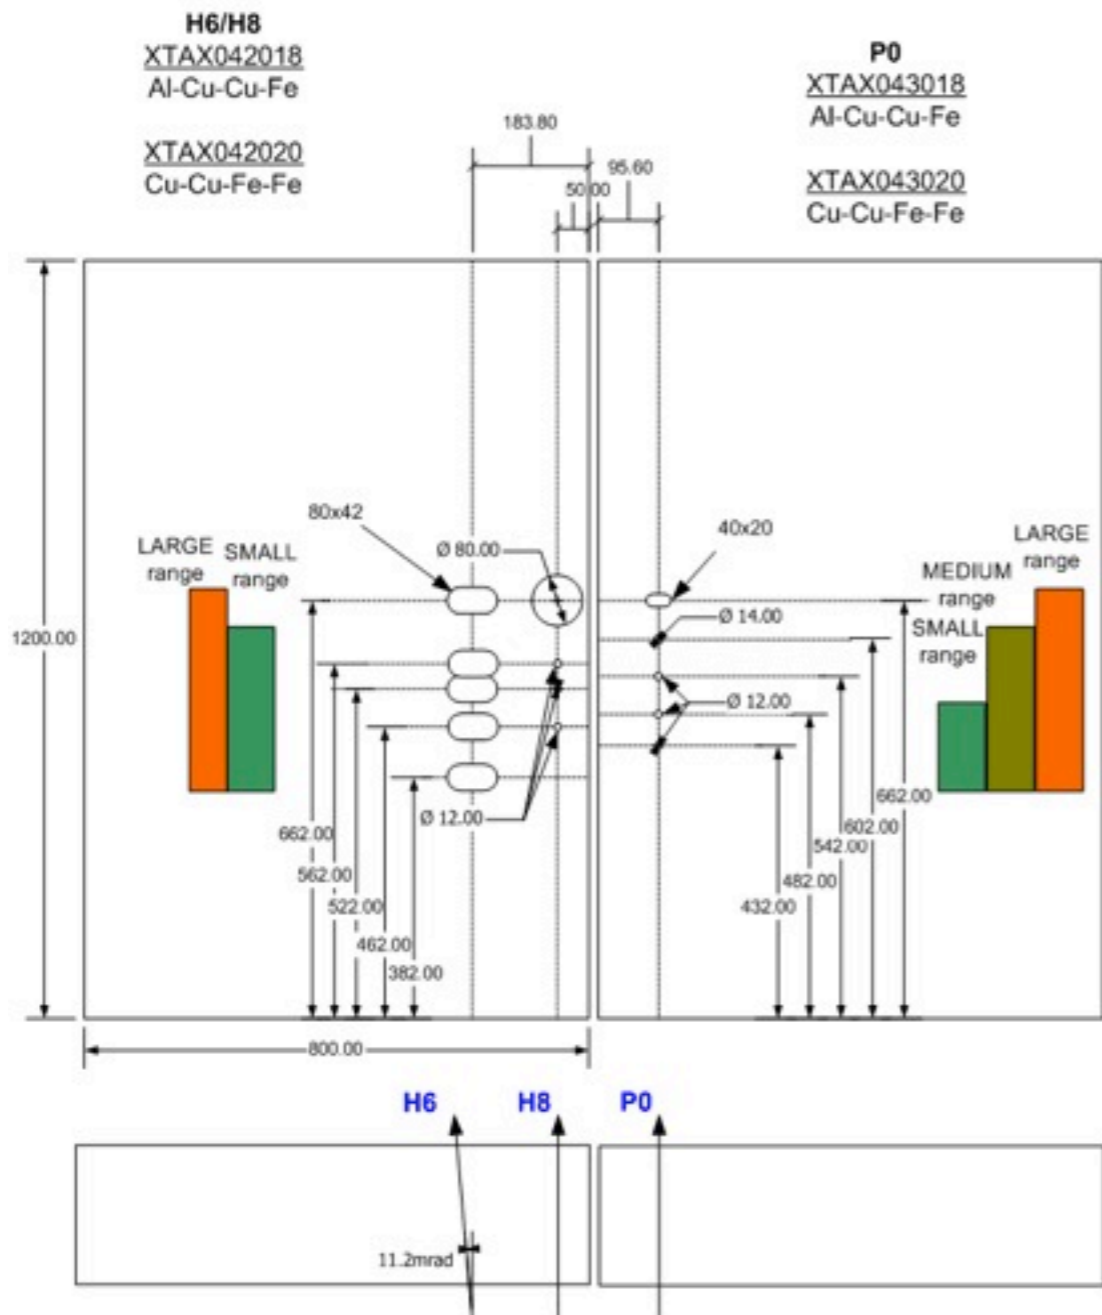 H6/H8
XTAX042018
Al-Cu-Cu-Fe
XTAX042020
Cu-Cu-Fe-Fe
P0
XTAX043018
Al-Cu-Cu-Fe
XTAX043020
Cu-Cu-Fe-Fe
183.80
95.60
50.00
80x42
40x20
LARGE
range
SMALL
range
Ø 80.00
Ø 14.00
LARGE
range
MEDIUM
range
SMALL
range
1200.00
Ø 12.00
Ø 12.00
662.00
562.00
522.00
462.00
382.00
662.00
602.00
542.00
482.00
432.00
800.00
H6
H8
P0
11.2mrad